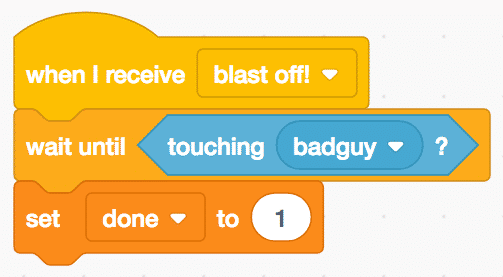 when I receive blast off!
wait until touching badguy ?
set done to 1